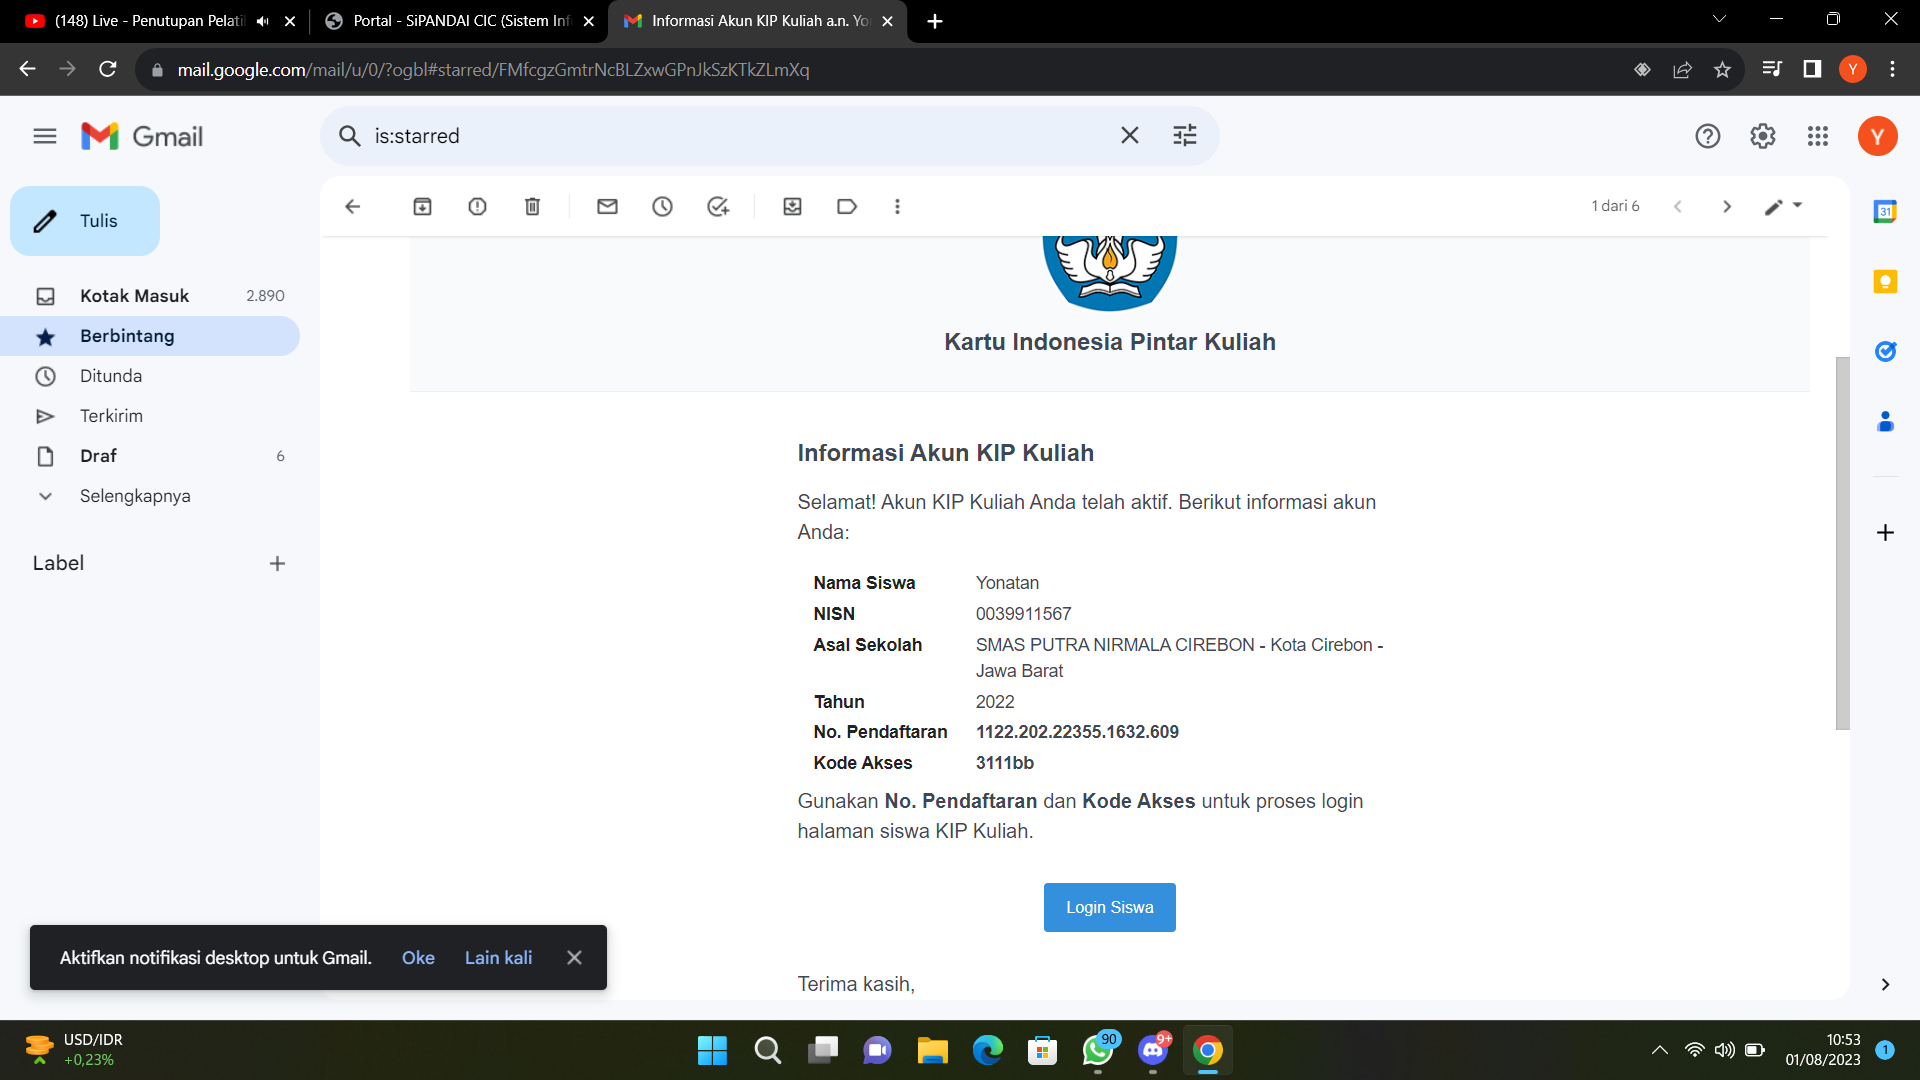 (148) Live - Penutupan Pelati
Portal - SiPANDAI CIC (Sistem Inf
Informasi Akun KIP Kuliah a.n. Yo
mail.google.com/mail/u/0/?ogbl#starred/FMfcgzGmtrNcBLZxwGPnJkSzKTkZLmXq
Y
Gmail
is:starred
Y
Tulis
1 dari 6
31
Kotak Masuk 2.890
Berbintang
Ditunda
Terkirim
Draf 6
Selengkapnya
Label
Kartu Indonesia Pintar Kuliah
Informasi Akun KIP Kuliah
Selamat! Akun KIP Kuliah Anda telah aktif. Berikut informasi akun
Anda:
Nama Siswa Yonatan
NISN 0039911567
Asal Sekolah SMAS PUTRA NIRMALA CIREBON - Kota Cirebon -
Jawa Barat
Tahun 2022
No. Pendaftaran 1122.202.22355.1632.609
Kode Akses 3111bb
Gunakan No. Pendaftaran dan Kode Akses untuk proses login
halaman siswa KIP Kuliah.
Login Siswa
Terima kasih,
Aktifkan notifikasi desktop untuk Gmail. Oke Lain kali
USD/IDR
+0,23%
90
9+
10:53
01/08/2023
1